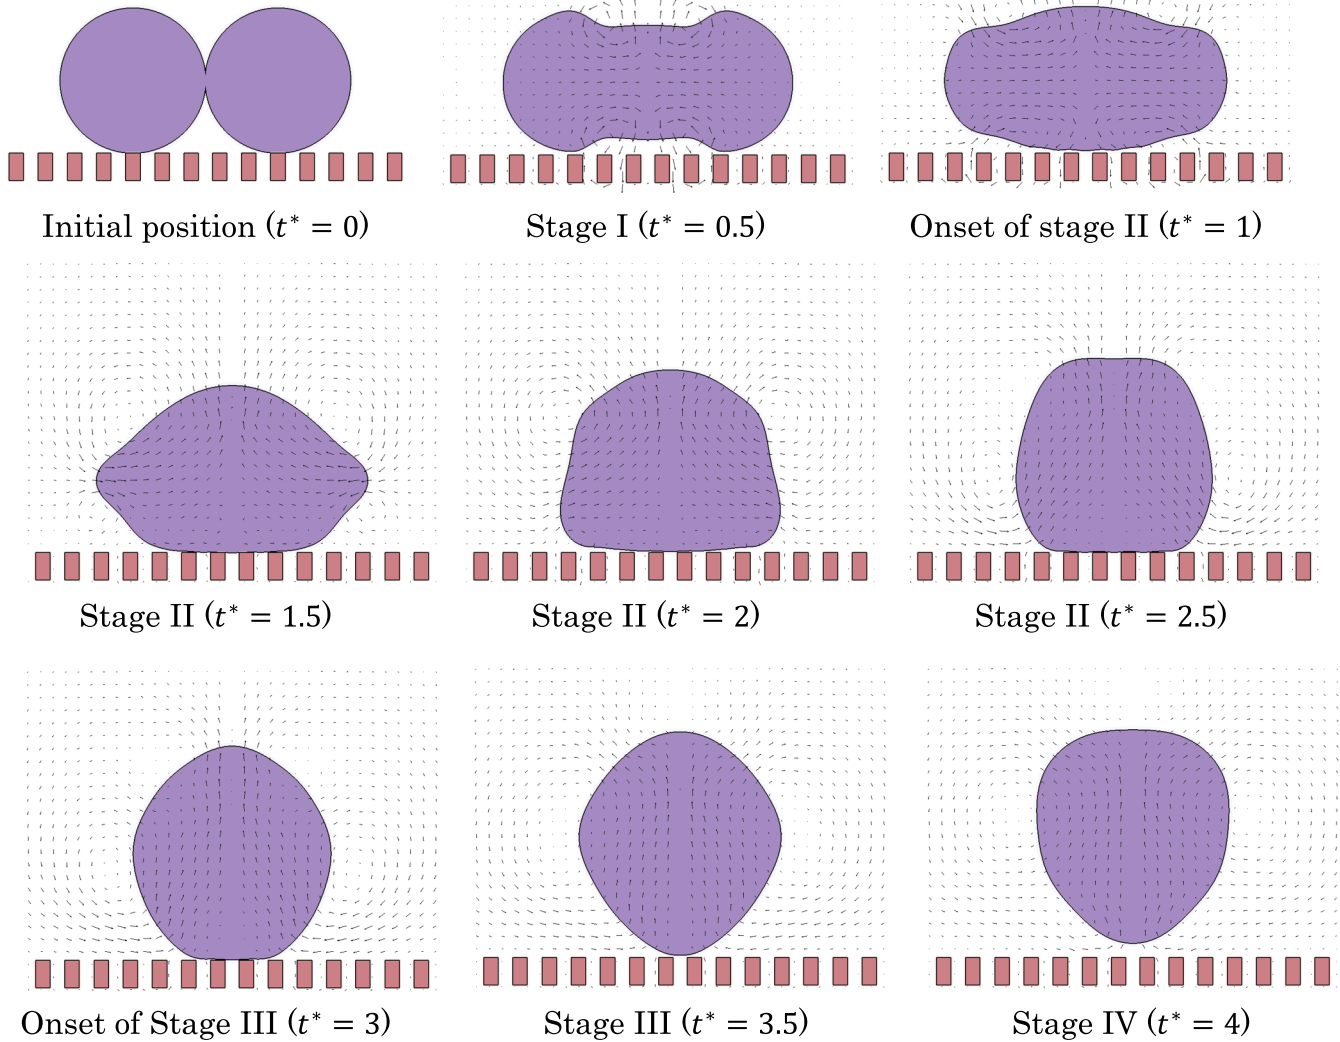 Initial position (t* = 0)
Stage I (t* = 0.5)
Onset of stage II (t* = 1)
Stage II (t* = 1.5)
Stage II (t* = 2)
Stage II (t* = 2.5)
Onset of Stage III (t* = 3)
Stage III (t* = 3.5)
Stage IV (t* = 4)